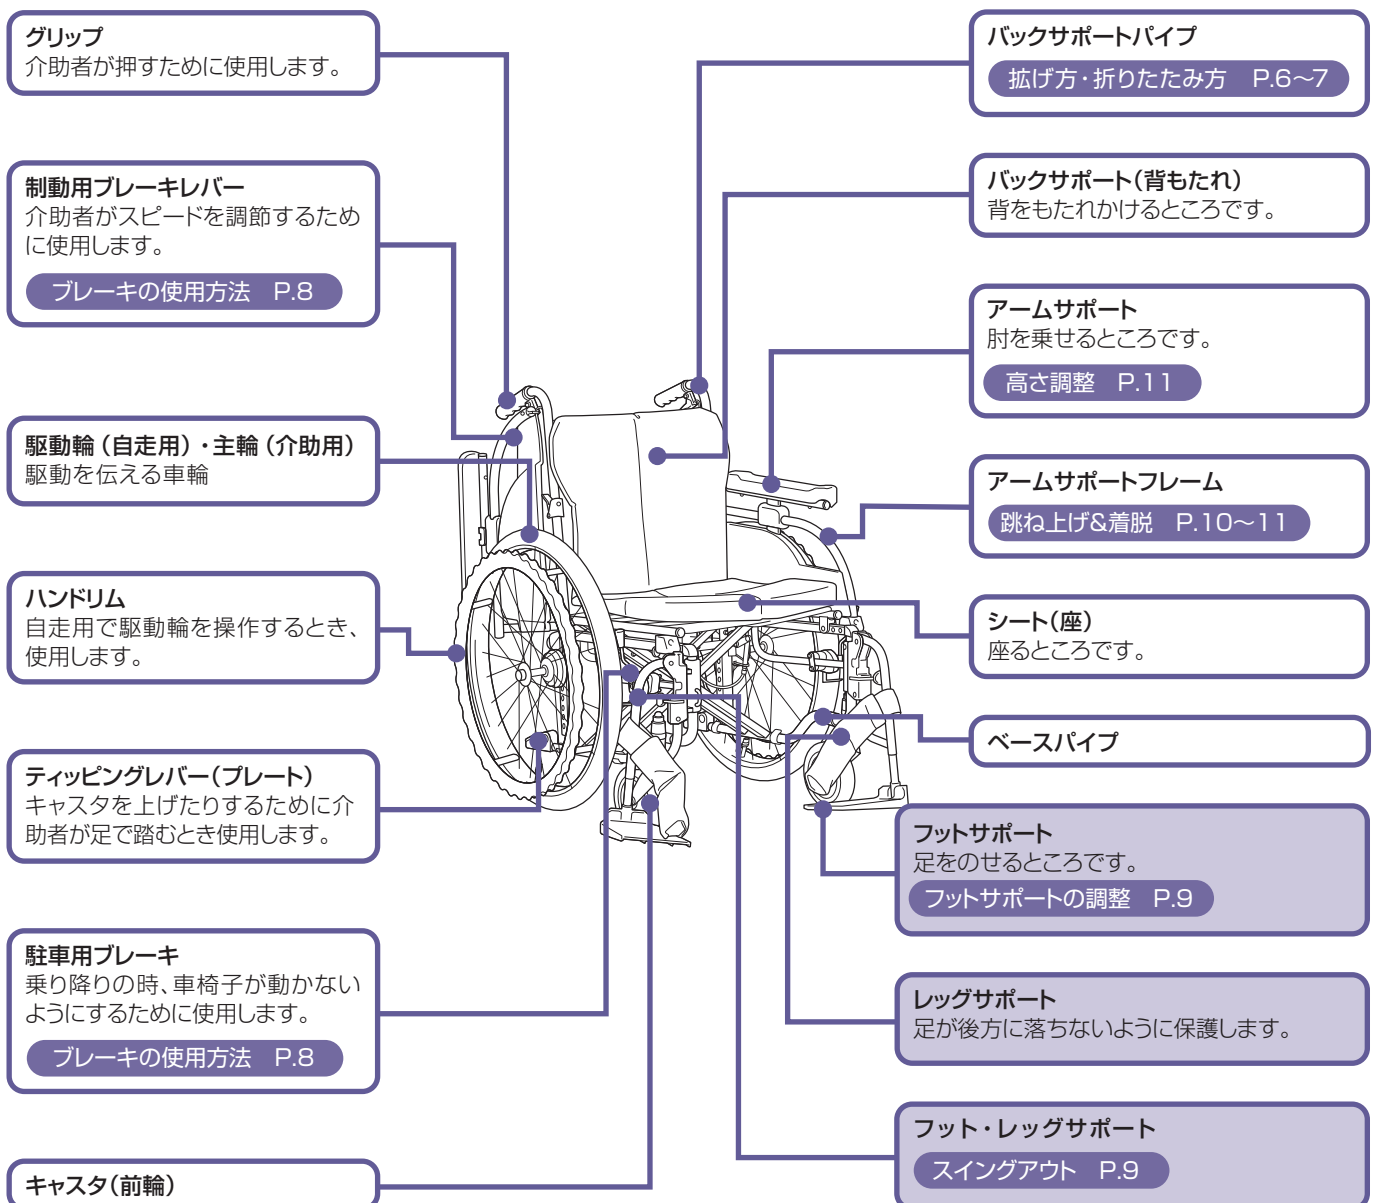 グリップ
介助者が押すために使用します。
制動用ブレーキレバー
介助者がスピードを調節するため
に使用します。
ブレーキの使用方法　P.8
駆動輪（自走用）・主輪（介助用）
駆動を伝える車輪
ハンドリム
自走用で駆動輪を操作するとき、
使用します。
ティッピングレバー（プレート）
キャスタを上げたりするために介
助者が足で踏むとき使用します。
駐車用ブレーキ
乗り降りの時、車椅子が動かない
ようにするために使用します。
ブレーキの使用方法　P.8
キャスタ（前輪）
バックサポートパイプ
拡げ方・折りたたみ方　P.6〜7
バックサポート（背もたれ）
背をもたれかけるところです。
アームサポート
肘を乗せるところです。
高さ調整　P.11
アームサポートフレーム
跳ね上げ&着脱　P.10〜11
シート（座）
座るところです。
ベースパイプ
フットサポート
足をのせるところです。
フットサポートの調整　P.9
レッグサポート
足が後方に落ちないように保護します。
フット・レッグサポート
スイングアウト　P.9